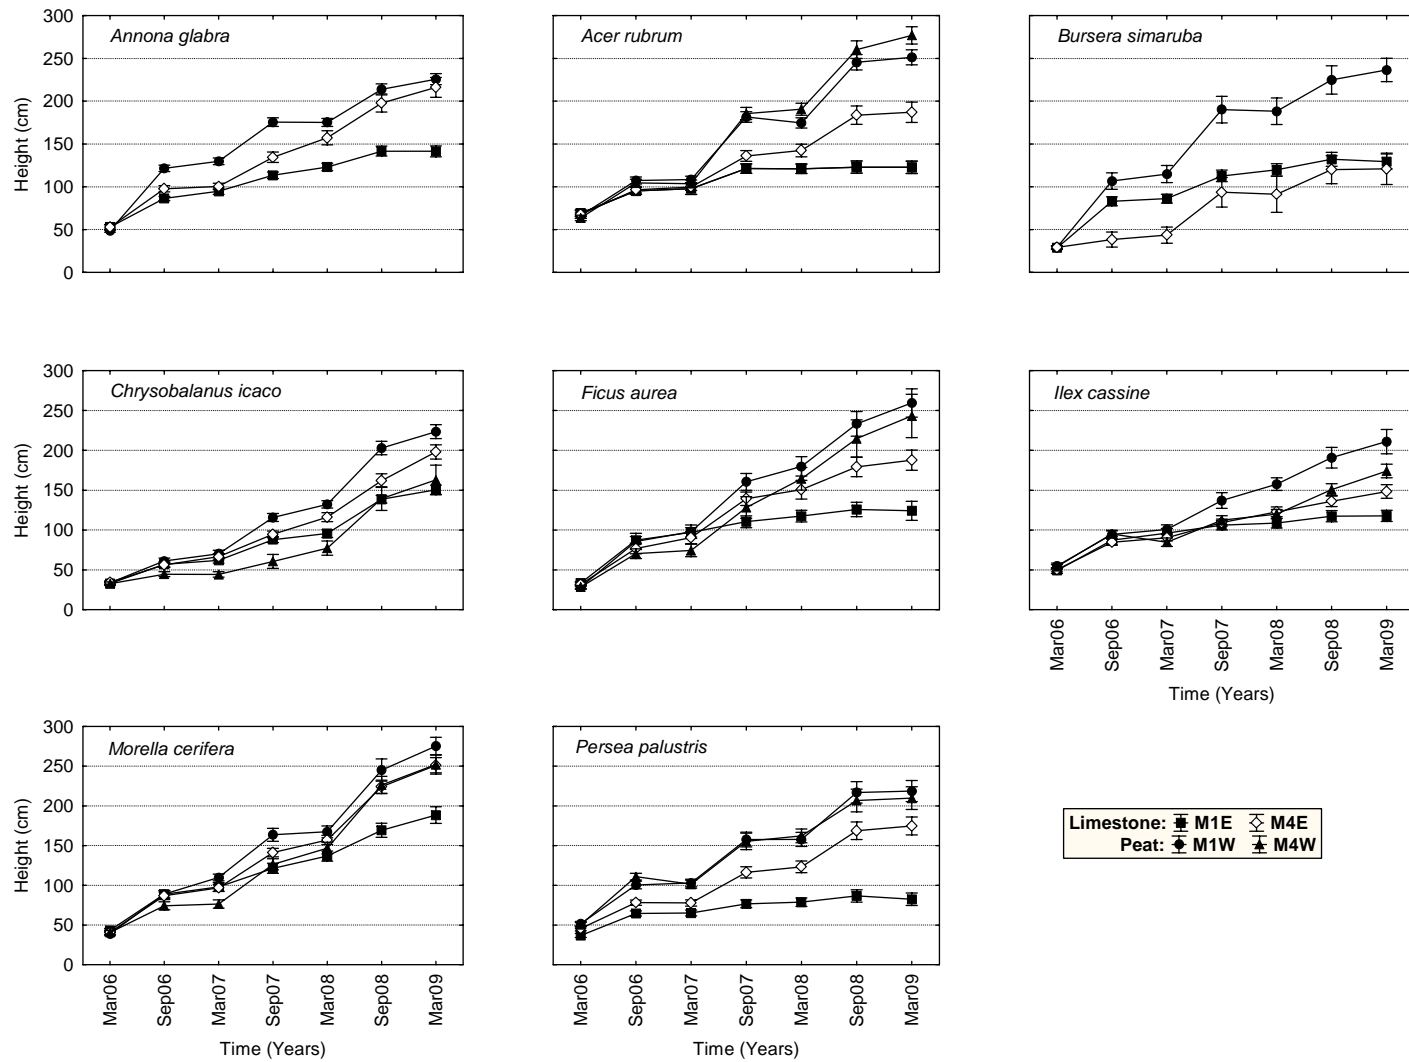 Annona glabra
Height (cm)
300
250
200
150
100
50
0
Acer rubrum
Bursera simaruba
Chrysobalanus icaco
Height (cm)
300
250
200
150
100
50
0
Ficus aurea
Ilex cassine
Mar06
Sep06
Mar07
Sep07
Mar08
Sep08
Mar09
Time (Years)
Morella cerifera
Height (cm)
300
250
200
150
100
50
0
Mar06
Sep06
Mar07
Sep07
Mar08
Sep08
Mar09
Time (Years)
Persea palustris
Mar06
Sep06
Mar07
Sep07
Mar08
Sep08
Mar09
Time (Years)
Limestone: M1E M4E
Peat: M1W M4W